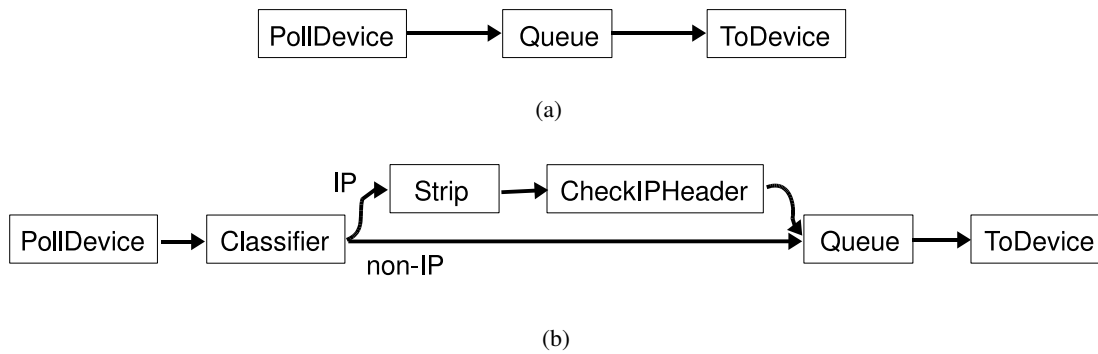 PollDevice Queue ToDevice
(a)
IP Strip CheckIPHeader
PollDevice Classifier Queue ToDevice
non-IP
(b)